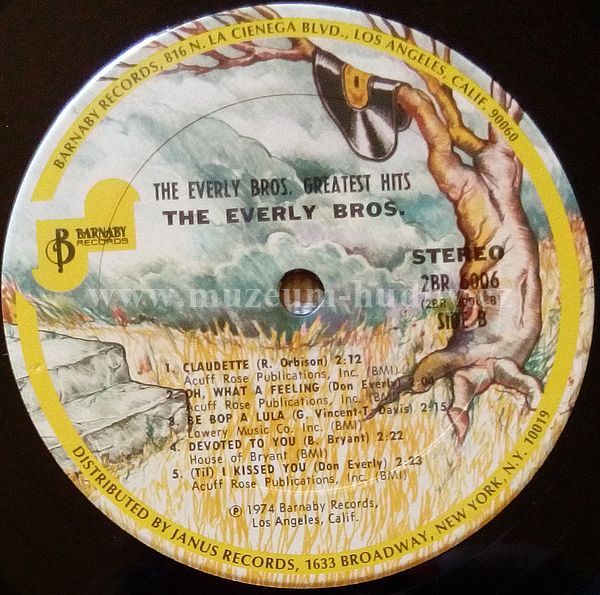 BARNABY RECORDS, 816 N. LA CIENEGA BLVD., LOS ANGELES, CALIF. 90060
THE EVERLY BROS. GREATEST HITS
THE EVERLY BROS.
B BARNABY
RECORDS
STEREO
2BR 6006
(2BR 6006 B)
SIDE B
www.muzeum-hudby.cz
1. CLAUDETTE (R. Orbison) 2:12
Acuff Rose Publications, Inc. (BMI)
2. OH, WHAT A FEELING (Don Everly) 2:04
Acuff Rose Publications, Inc. (BMI)
3. BE BOP A LULA (G. Vincent-T. Davis) 2:15
Lowery Music Co. Inc. (BMI)
4. DEVOTED TO YOU (B. Bryant) 2:22
House of Bryant (BMI)
5. (Til) I KISSED YOU (Don Everly) 2:23
Acuff Rose Publications, Inc. (BMI)
℗ 1974 Barnaby Records,
Los Angeles, Calif.
DISTRIBUTED BY JANUS RECORDS, 1633 BROADWAY, NEW YORK, N.Y. 10019